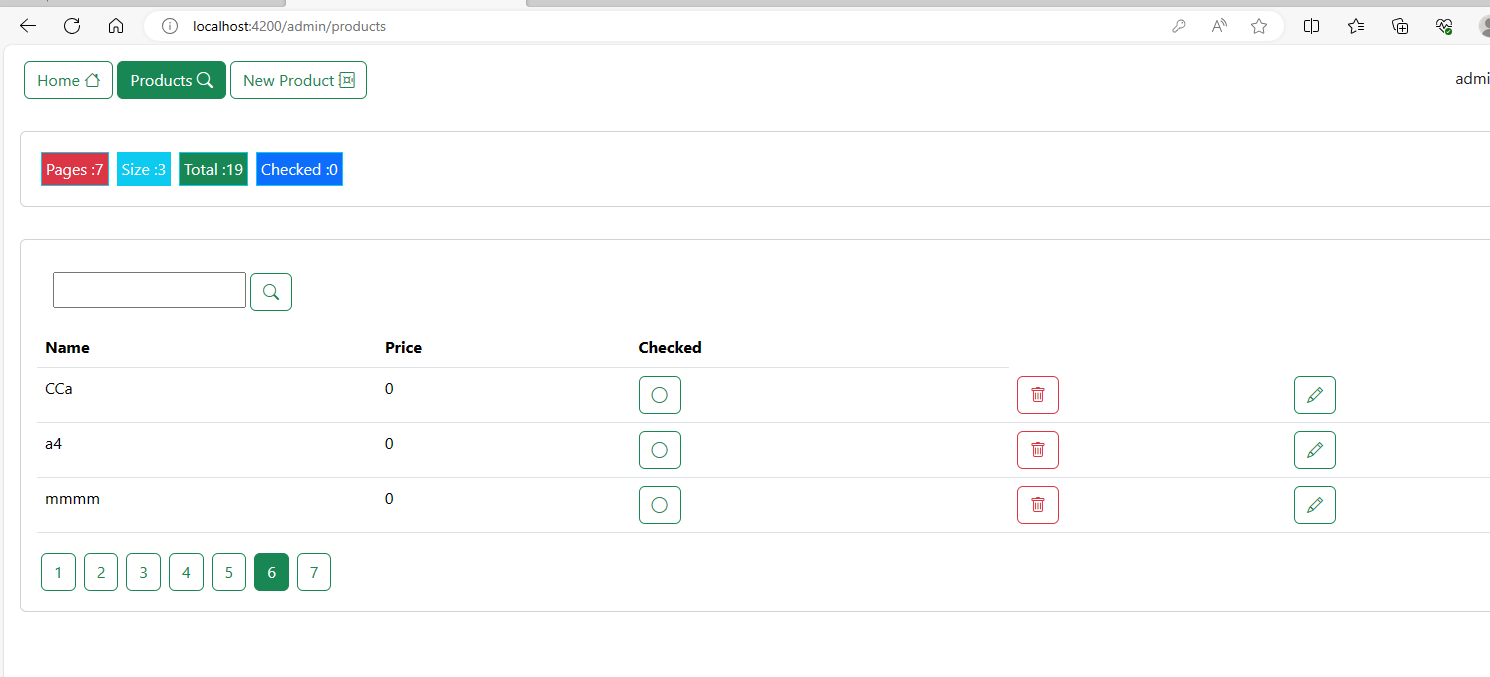 localhost:4200/admin/products
Home Products New Product admi
Pages :7 Size :3 Total :19 Checked :0
Name Price Checked
CCa 0
a4 0
mmmm 0
1 2 3 4 5 6 7